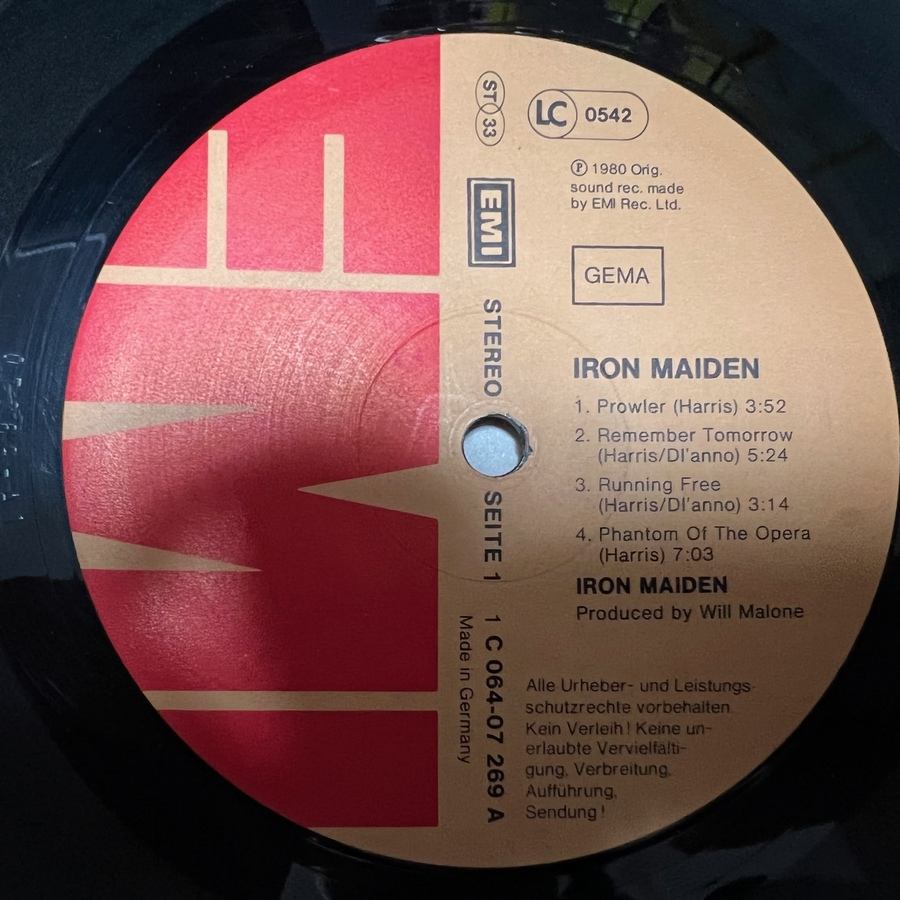 ST 33
LC 0542
Ⓟ 1980 Orig.
sound rec. made
by EMI Rec. Ltd.
EMI
GEMA
STEREO
SEITE 1
1 C 064-07 269 A
Made in Germany
IRON MAIDEN
1. Prowler (Harris) 3:52
2. Remember Tomorrow
(Harris/DI'anno) 5:24
3. Running Free
(Harris/DI'anno) 3:14
4. Phantom Of The Opera
(Harris) 7:03
IRON MAIDEN
Produced by Will Malone
Alle Urheber- und Leistungs-
schutzrechte vorbehalten.
Kein Verleih! Keine un-
erlaubte Vervielfälti-
gung, Verbreitung,
Aufführung,
Sendung!